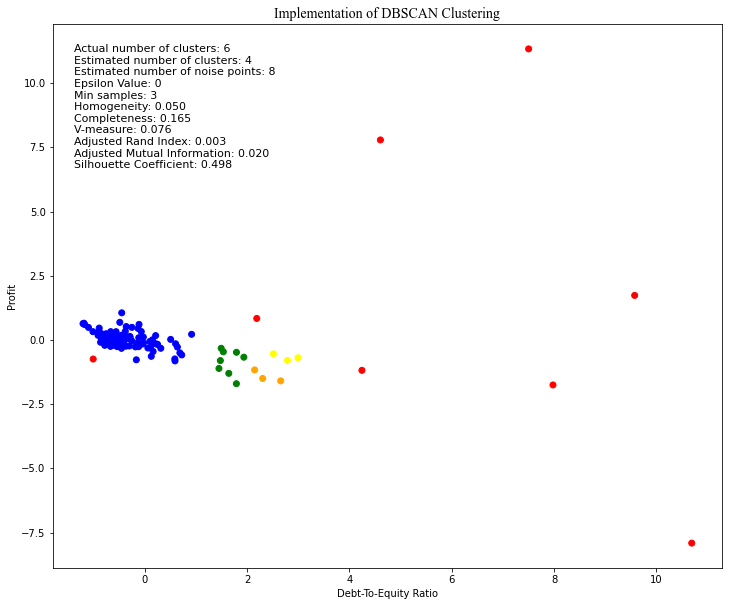 Implementation of DBSCAN Clustering
Actual number of clusters: 6
Estimated number of clusters: 4
Estimated number of noise points: 8
Epsilon Value: 0
Min samples: 3
Homogeneity: 0.050
Completeness: 0.165
V-measure: 0.076
Adjusted Rand Index: 0.003
Adjusted Mutual Information: 0.020
Silhouette Coefficient: 0.498
10.0
7.5
5.0
2.5
0.0
−2.5
−5.0
−7.5
Profit
0 2 4 6 8 10
Debt-To-Equity Ratio